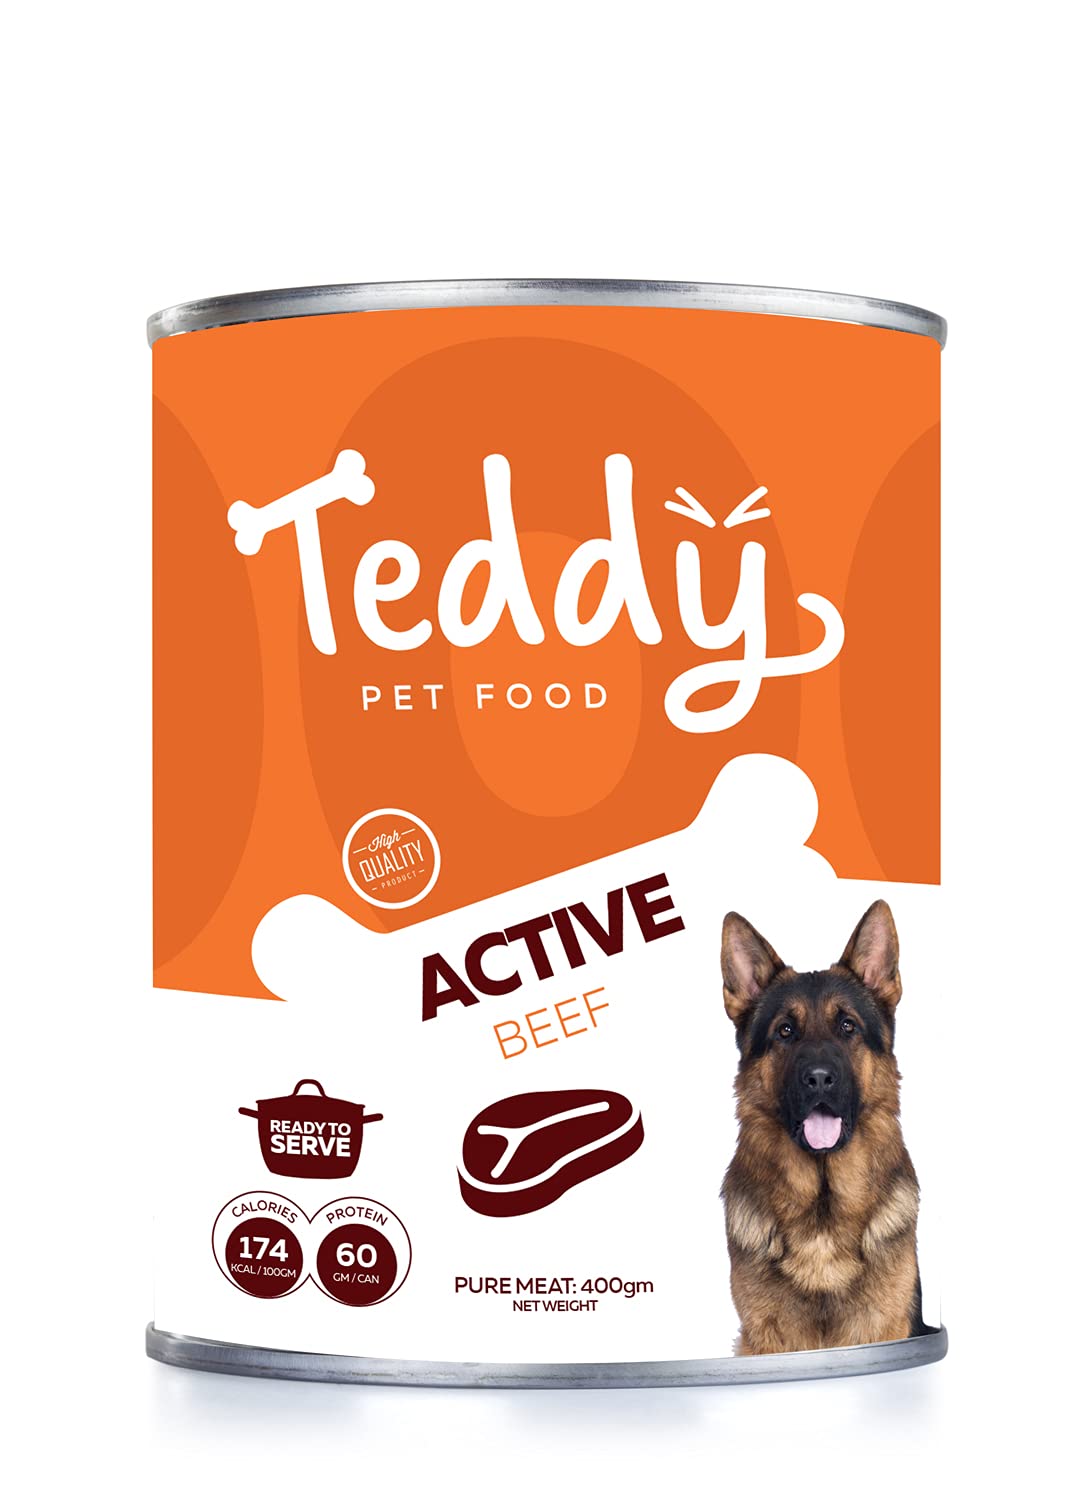 Teddy
PET FOOD
High
QUALITY
PRODUCT
ACTIVE
BEEF
READY TO
SERVE
CALORIES
174
KCAL / 100GM
PROTEIN
60
GM / CAN
PURE MEAT: 400gm
NET WEIGHT